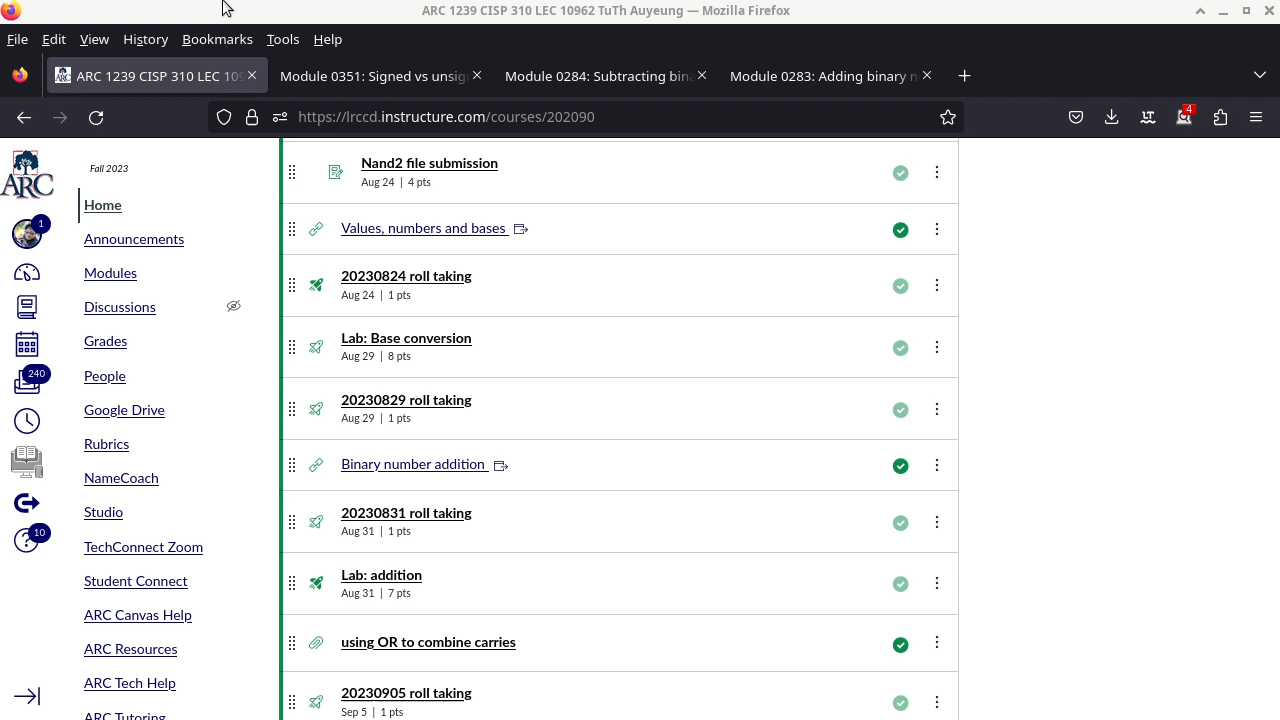 ARC 1239 CISP 310 LEC 10962 TuTh Auyeung — Mozilla Firefox
File Edit View History Bookmarks Tools Help
ARC 1239 CISP 310 LEC 109
Module 0351: Signed vs unsig
Module 0284: Subtracting bina
Module 0283: Adding binary n
https://lrccd.instructure.com/courses/202090
4
ARC
Fall 2023
1
240
10
Home
Announcements
Modules
Discussions
Grades
People
Google Drive
Rubrics
NameCoach
Studio
TechConnect Zoom
Student Connect
ARC Canvas Help
ARC Resources
ARC Tech Help
ARC Tutoring
Nand2 file submission
Aug 24 | 4 pts
Values, numbers and bases
20230824 roll taking
Aug 24 | 1 pts
Lab: Base conversion
Aug 29 | 8 pts
20230829 roll taking
Aug 29 | 1 pts
Binary number addition
20230831 roll taking
Aug 31 | 1 pts
Lab: addition
Aug 31 | 7 pts
using OR to combine carries
20230905 roll taking
Sep 5 | 1 pts